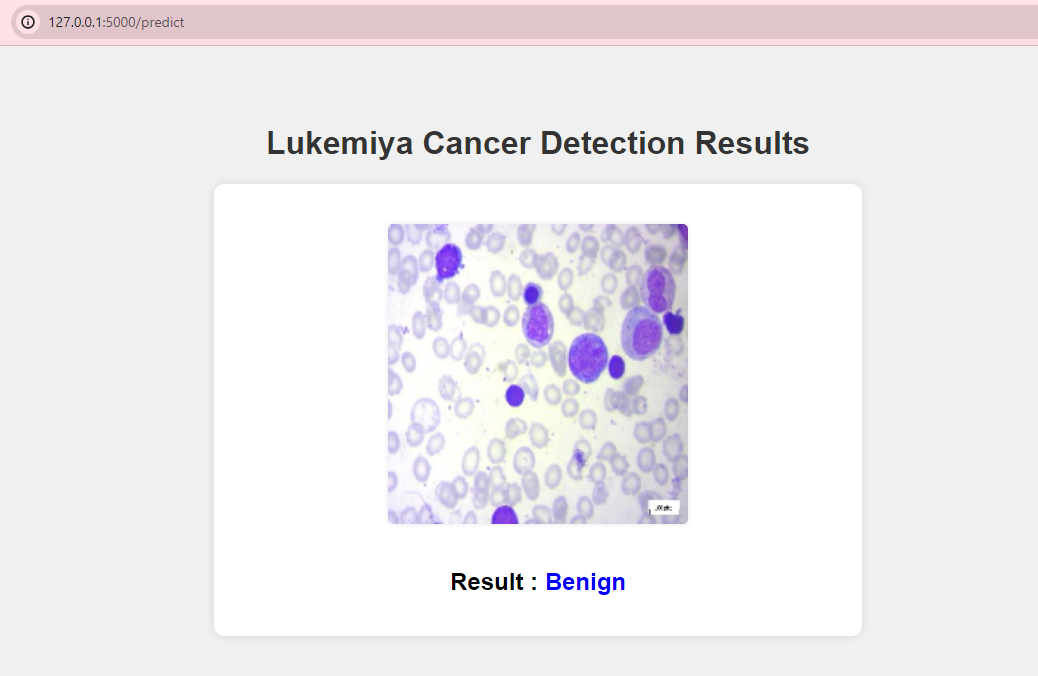 127.0.0.1:5000/predict
Lukemiya Cancer Detection Results
Result : Benign